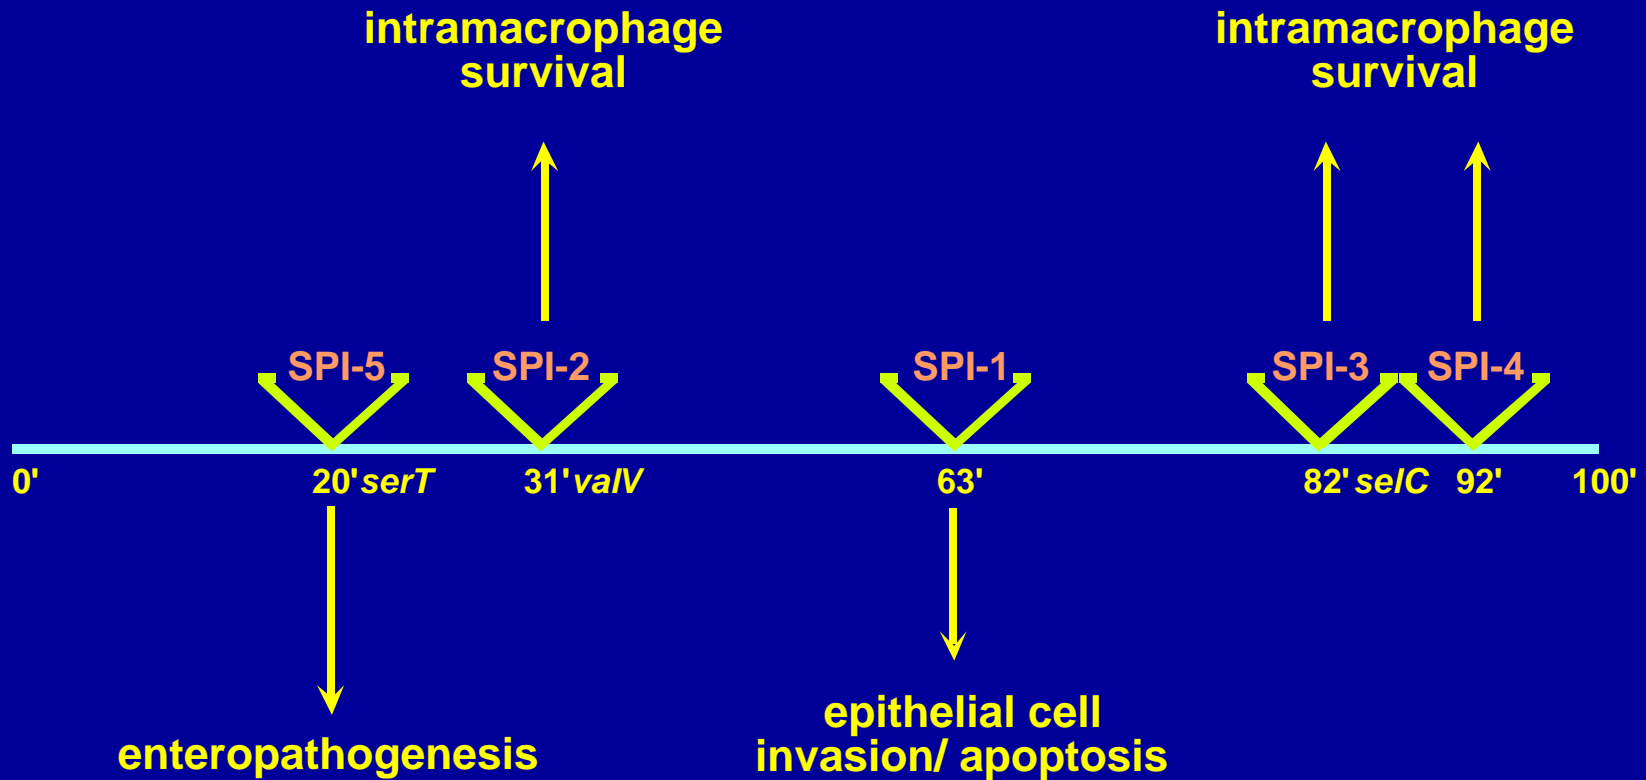 intramacrophage
survival
intramacrophage
survival
SPI-5
SPI-2
SPI-1
SPI-3
SPI-4
0'
20' serT
31' valV
63'
82' selC
92'
100'
enteropathogenesis
epithelial cell
invasion/ apoptosis